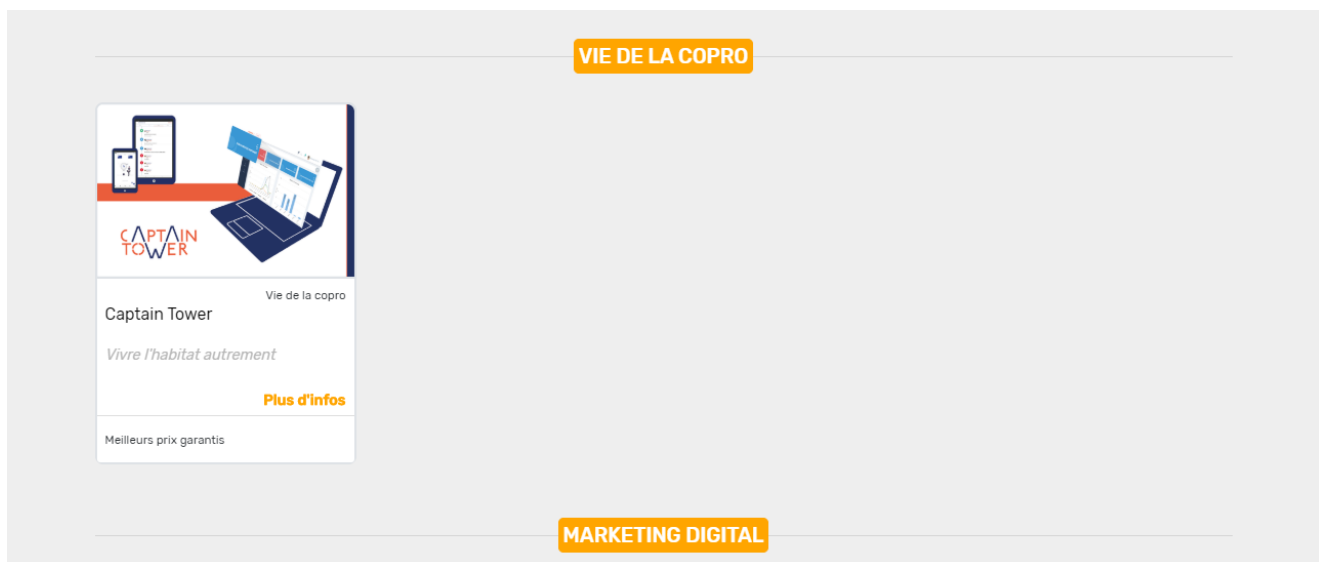 VIE DE LA COPRO
CAPTAIN
TOWER
Vie de la copro
Captain Tower
Vivre l'habitat autrement
Plus d'infos
Meilleurs prix garantis
MARKETING DIGITAL